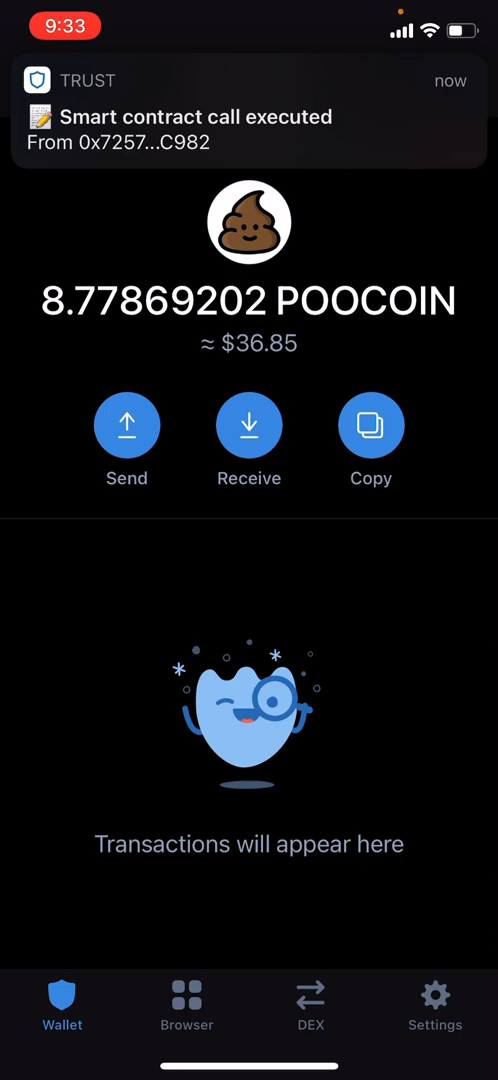 9:33
TRUST
now
📝 Smart contract call executed
From 0x7257...C982
8.77869202 POOCOIN
≈ $36.85
Send
Receive
Copy
Transactions will appear here
Wallet
Browser
DEX
Settings